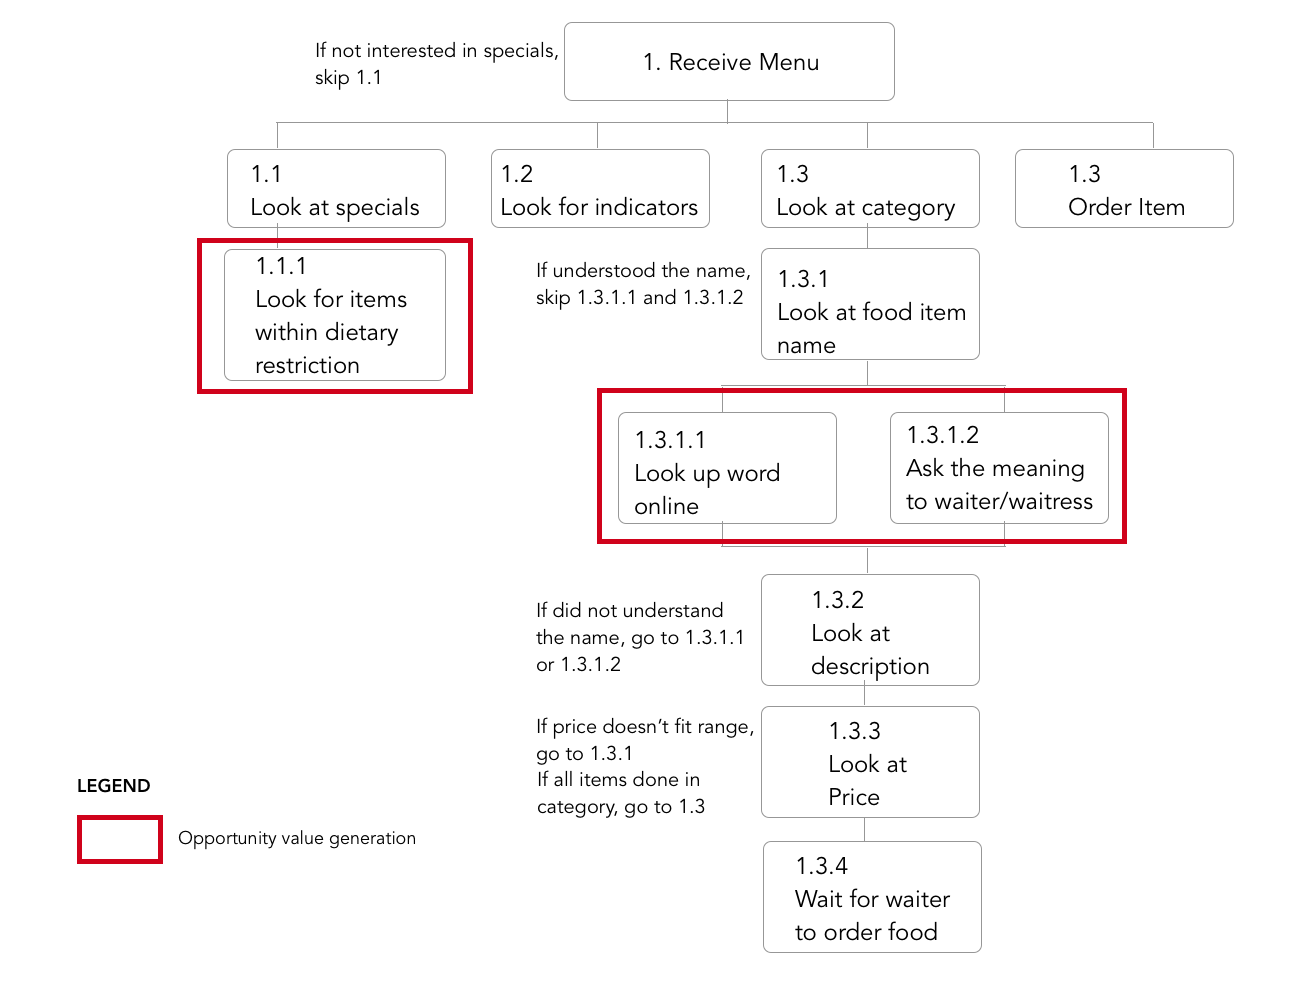 If not interested in specials,
skip 1.1
1. Receive Menu
1.1
Look at specials
1.2
Look for indicators
1.3
Look at category
1.3
Order Item
1.1.1
Look for items
within dietary
restriction
If understood the name,
skip 1.3.1.1 and 1.3.1.2
1.3.1
Look at food item
name
1.3.1.1
Look up word
online
1.3.1.2
Ask the meaning
to waiter/waitress
If did not understand
the name, go to 1.3.1.1
or 1.3.1.2
1.3.2
Look at
description
If price doesn’t fit range,
go to 1.3.1
If all items done in
category, go to 1.3
1.3.3
Look at
Price
LEGEND
Opportunity value generation
1.3.4
Wait for waiter
to order food